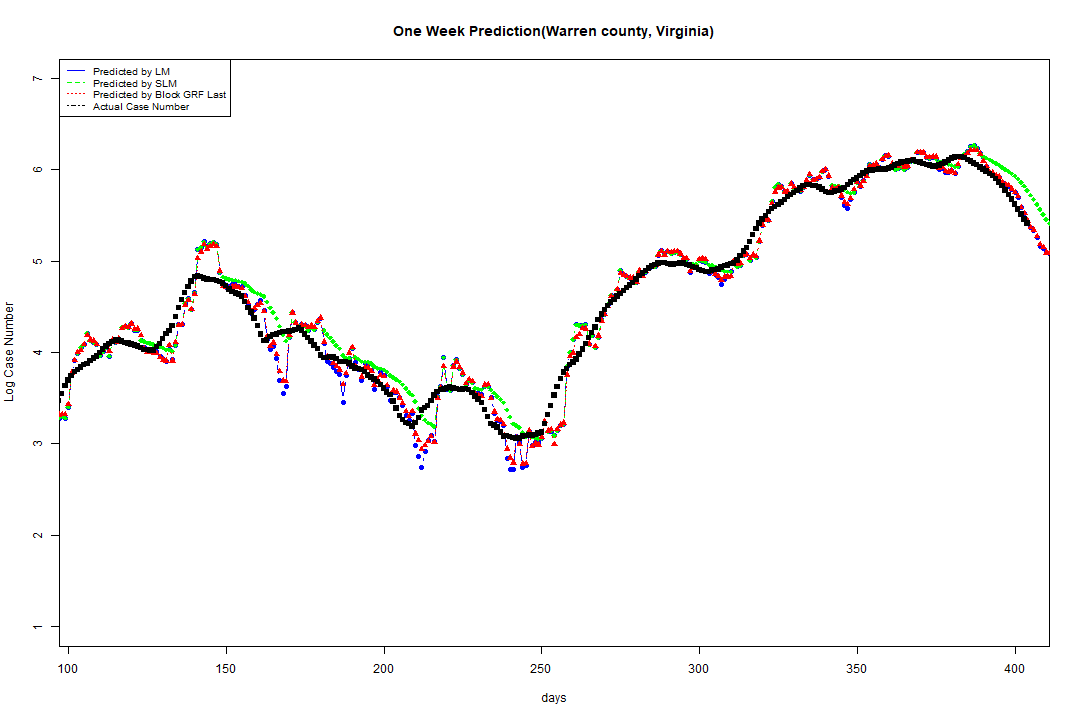 One Week Prediction(Warren county, Virginia)
Predicted by LM
Predicted by SLM
Predicted by Block GRF Last
Actual Case Number
7
6
5
4
3
2
1
Log Case Number
100 150 200 250 300 350 400
days